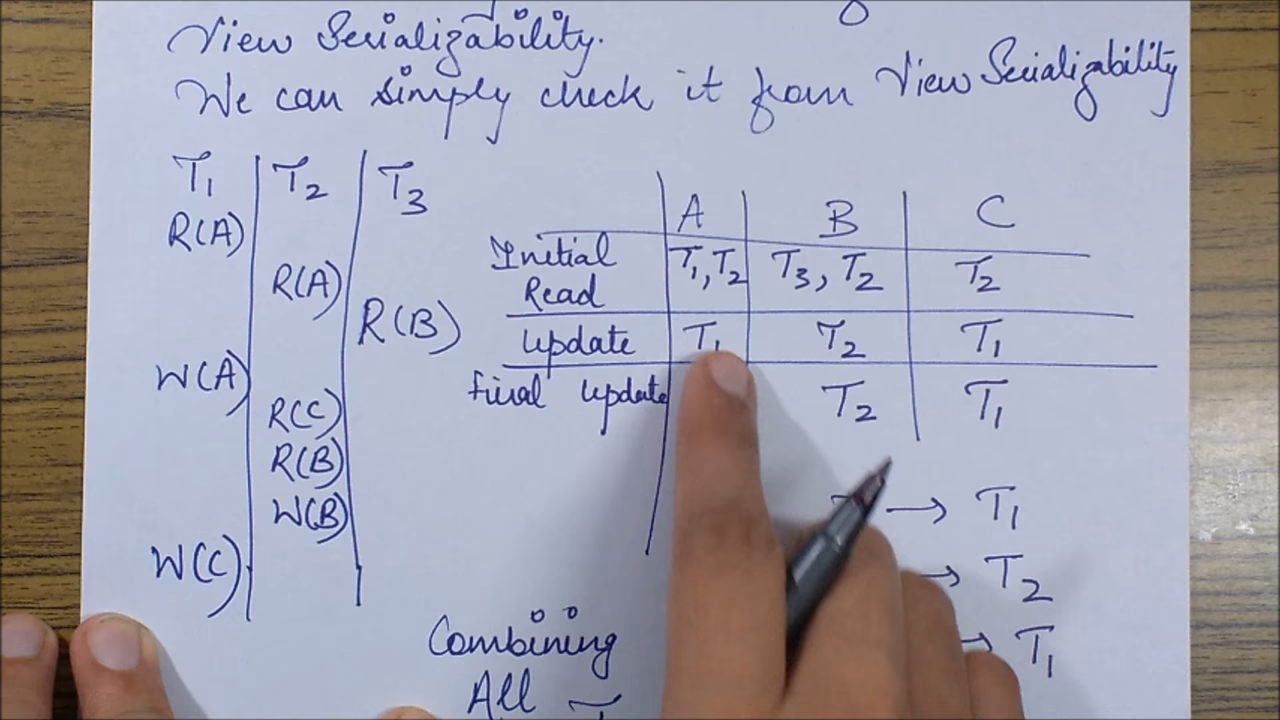 View Serializability.
We can simply check it from View Serializability
T1 T2 T3
R(A)
R(A)
R(B)
W(A)
R(C)
R(B)
W(B)
W(C)
A B C
Initial Read T1, T2 T3, T2 T2
Update T1 T2 T1
Final Update T2 T1
→ T1
→ T2
→ T1
Combining
All